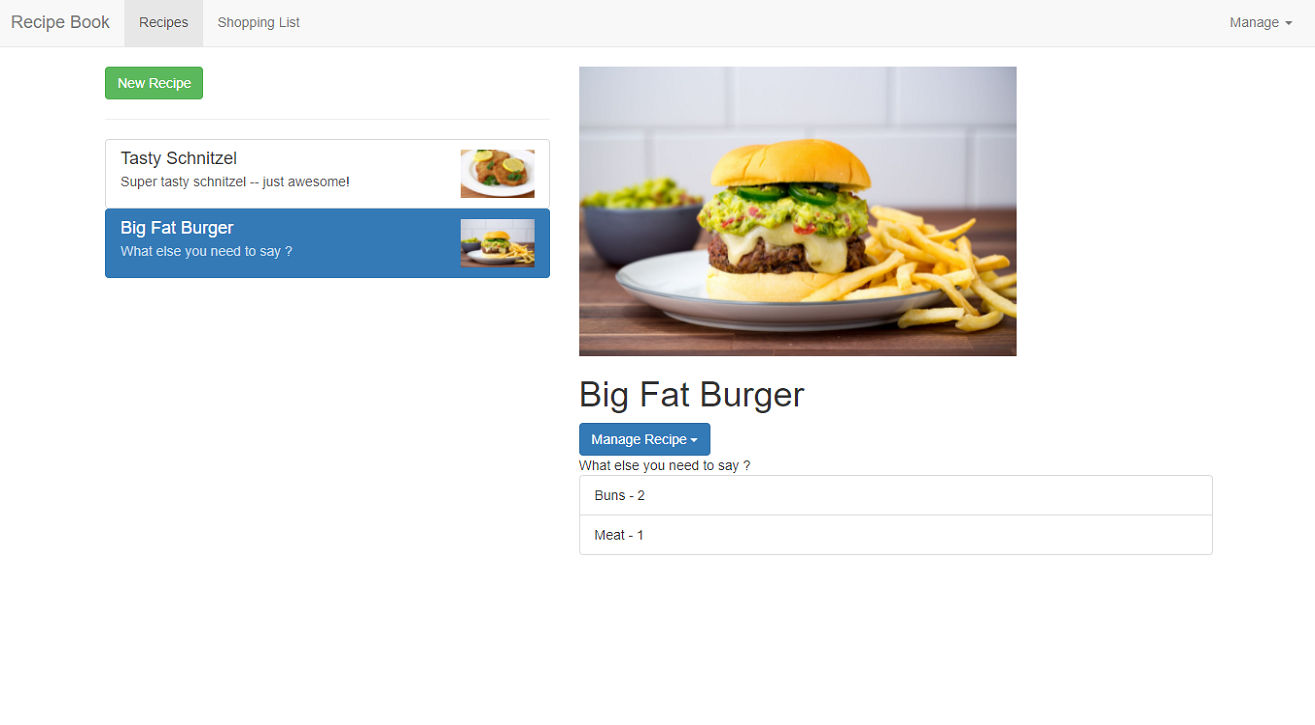 Recipe Book
Recipes
Shopping List
Manage
New Recipe
Tasty Schnitzel
Super tasty schnitzel -- just awesome!
Big Fat Burger
What else you need to say ?
Big Fat Burger
Manage Recipe
What else you need to say ?
Buns - 2
Meat - 1